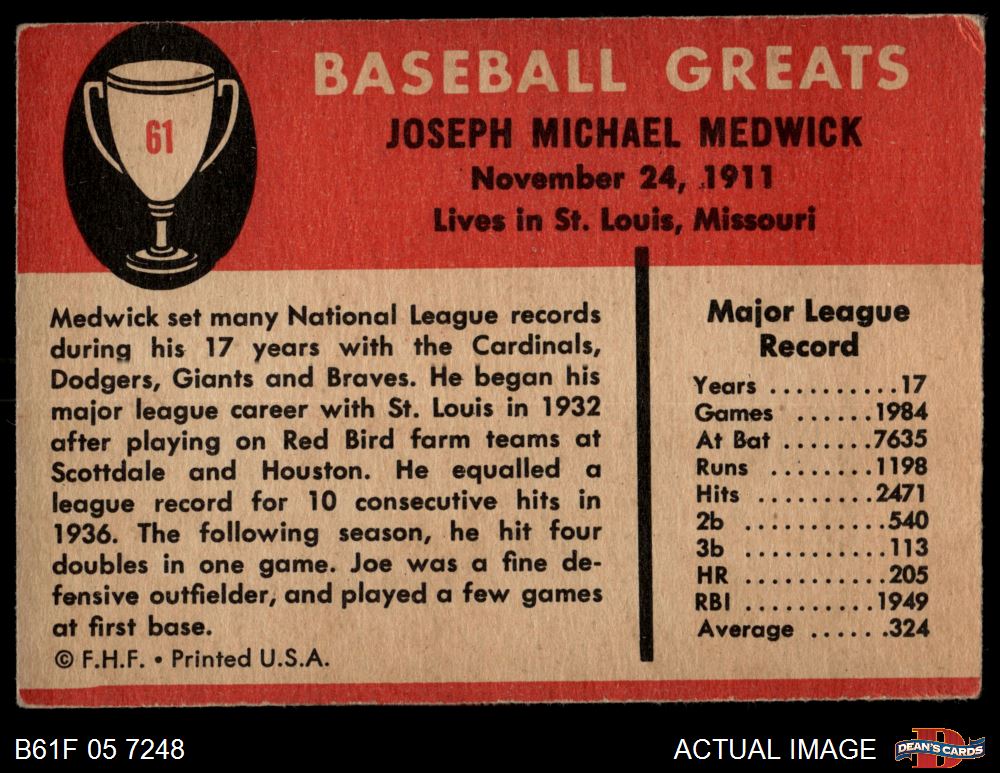 61
BASEBALL GREATS
JOSEPH MICHAEL MEDWICK
November 24, 1911
Lives in St. Louis, Missouri
Medwick set many National League records
during his 17 years with the Cardinals,
Dodgers, Giants and Braves. He began his
major league career with St. Louis in 1932
after playing on Red Bird farm teams at
Scottdale and Houston. He equalled a
league record for 10 consecutive hits in
1936. The following season, he hit four
doubles in one game. Joe was a fine de-
fensive outfielder, and played a few games
at first base.
© F.H.F. • Printed U.S.A.
Major League
Record
Years ..........17
Games ......1984
At Bat .......7635
Runs ........1198
Hits .........2471
2b ...........540
3b ...........113
HR ...........205
RBI ..........1949
Average ......324
B61F 05 7248
ACTUAL IMAGE
D
DEAN'S CARDS